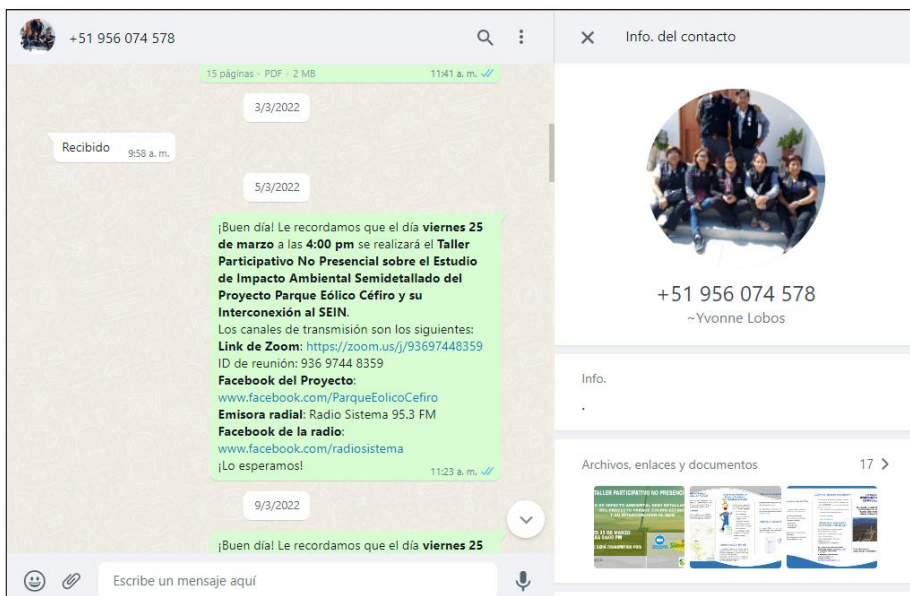 +51 956 074 578
15 páginas - PDF - 2 MB 11:41 a. m.
3/3/2022
Recibido 9:58 a. m.
5/3/2022
¡Buen día! Le recordamos que el día viernes 25
de marzo a las 4:00 pm se realizará el Taller
Participativo No Presencial sobre el Estudio
de Impacto Ambiental Semidetallado del
Proyecto Parque Eólico Céfiro y su
Interconexión al SEIN.
Los canales de transmisión son los siguientes:
Link de Zoom: https://zoom.us/j/93697448359
ID de reunión: 936 9744 8359
Facebook del Proyecto:
www.facebook.com/ParqueEolicoCefiro
Emisora radial: Radio Sistema 95.3 FM
Facebook de la radio:
www.facebook.com/radiosistema
¡Lo esperamos!
11:23 a. m.
9/3/2022
¡Buen día! Le recordamos que el día viernes 25
Escribe un mensaje aquí
Info. del contacto
+51 956 074 578
~Yvonne Lobos
Info.
.
Archivos, enlaces y documentos 17
TALLER PARTICIPATIVO NO PRESENC
zoom